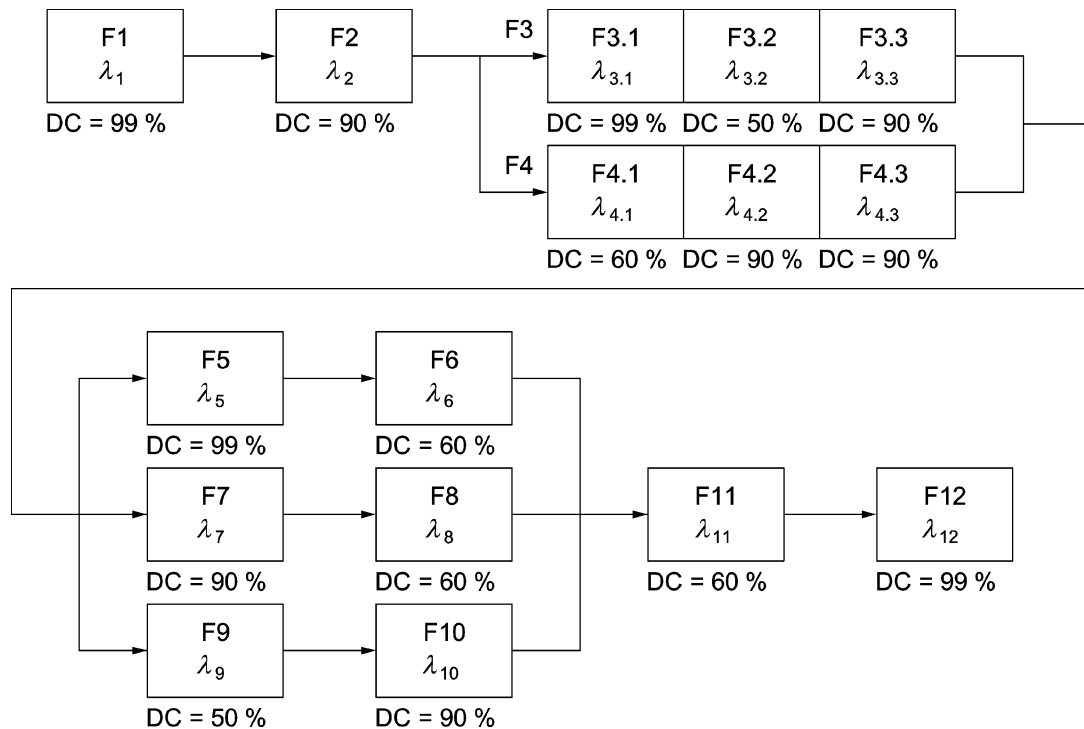 F1
λ1
DC = 99 %
F2
λ2
DC = 90 %
F3
F3.1
λ3.1
DC = 99 %
F3.2
λ3.2
DC = 50 %
F3.3
λ3.3
DC = 90 %
F4
F4.1
λ4.1
DC = 60 %
F4.2
λ4.2
DC = 90 %
F4.3
λ4.3
DC = 90 %
F5
λ5
DC = 99 %
F6
λ6
DC = 60 %
F7
λ7
DC = 90 %
F8
λ8
DC = 60 %
F9
λ9
DC = 50 %
F10
λ10
DC = 90 %
F11
λ11
DC = 60 %
F12
λ12
DC = 99 %